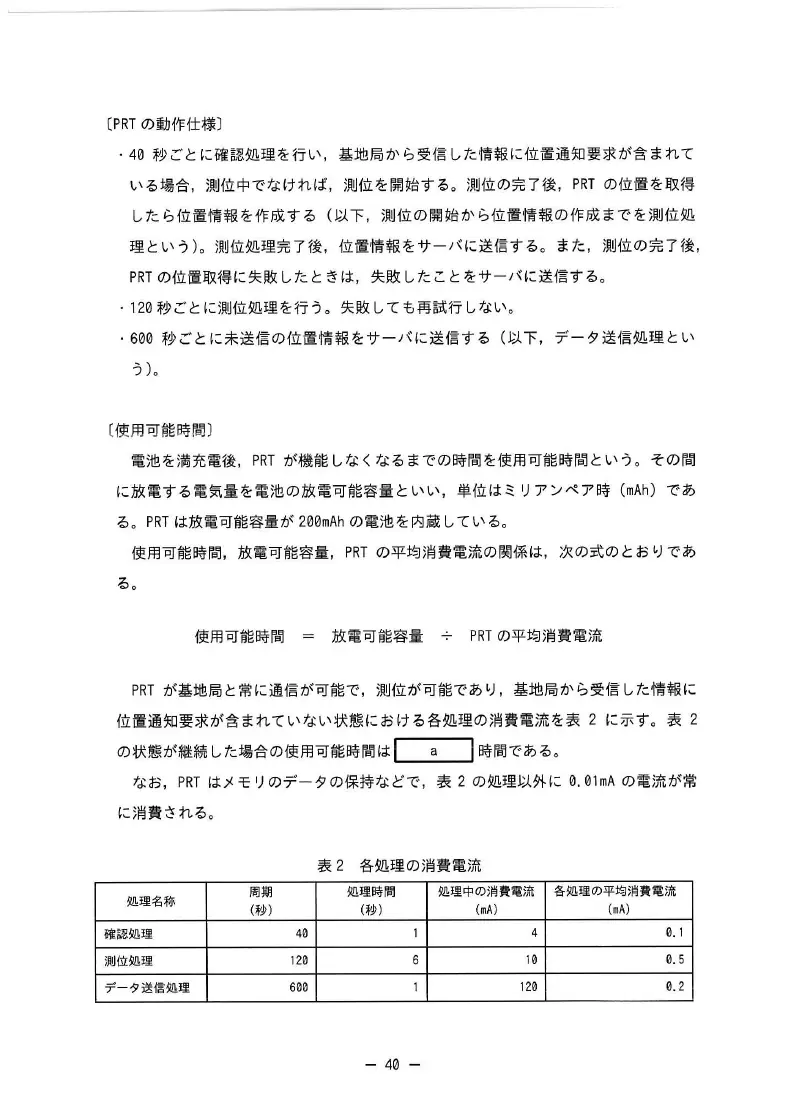 〔PRT の動作仕様〕
・40 秒ごとに確認処理を行い，基地局から受信した情報に位置通知要求が含まれて
いる場合，測位中でなければ，測位を開始する。測位の完了後，PRT の位置を取得
したら位置情報を作成する（以下，測位の開始から位置情報の作成までを測位処
理という）。測位処理完了後，位置情報をサーバに送信する。また，測位の完了後，
PRT の位置取得に失敗したときは，失敗したことをサーバに送信する。
・120 秒ごとに測位処理を行う。失敗しても再試行しない。
・600 秒ごとに未送信の位置情報をサーバに送信する（以下，データ送信処理とい
う）。
〔使用可能時間〕
電池を満充電後，PRT が機能しなくなるまでの時間を使用可能時間という。その間
に放電する電気量を電池の放電可能容量といい，単位はミリアンペア時（mAh）であ
る。PRT は放電可能容量が 200mAh の電池を内蔵している。
使用可能時間，放電可能容量，PRT の平均消費電流の関係は，次の式のとおりであ
る。
使用可能時間 ＝ 放電可能容量 ÷ PRT の平均消費電流
PRT が基地局と常に通信が可能で，測位が可能であり，基地局から受信した情報に
位置通知要求が含まれていない状態における各処理の消費電流を表 2 に示す。表 2
の状態が継続した場合の使用可能時間は a 時間である。
なお，PRT はメモリのデータの保持などで，表 2 の処理以外に 0.01mA の電流が常
に消費される。
表 2 各処理の消費電流
処理名称 周期（秒） 処理時間（秒） 処理中の消費電流（mA） 各処理の平均消費電流（mA）
確認処理 40 1 4 0.1
測位処理 120 6 10 0.5
データ送信処理 600 1 120 0.2
－ 40 －